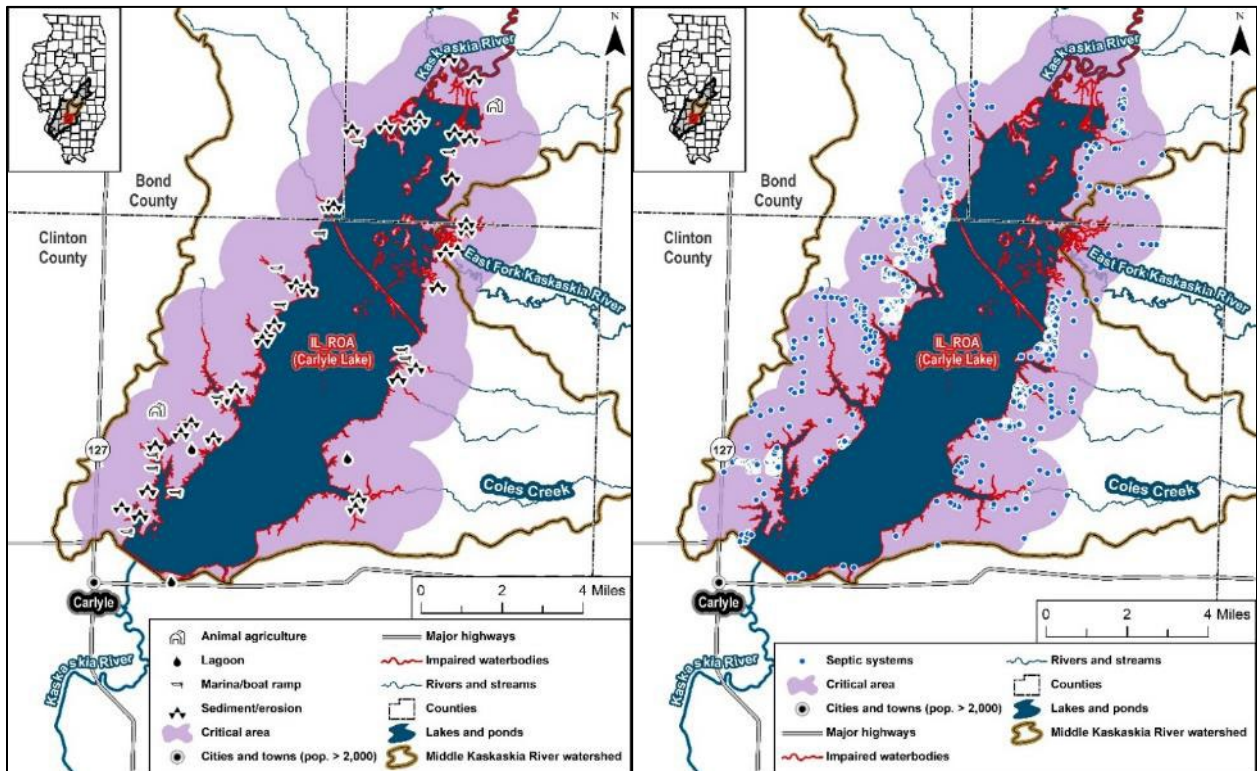 N
Kaskaskia River
Bond
County
Clinton
County
East Fork Kaskaskia
River
IL_ROA
(Carlyle Lake)
127
Coles Creek
Carlyle
0 2 4 Miles
Kaskaskia River
Animal agriculture
Lagoon
Marina/boat ramp
Sediment/erosion
Critical area
Cities and towns (pop. > 2,000)
Major highways
Impaired waterbodies
Rivers and streams
Counties
Lakes and ponds
Middle Kaskaskia River watershed
N
Kaskaskia River
Bond
County
Clinton
County
East Fork Kaskaskia
River
IL_ROA
(Carlyle Lake)
127
Coles Creek
Carlyle
0 2 4 Miles
Kaskaskia River
Septic systems
Critical area
Cities and towns (pop. > 2,000)
Major highways
Impaired waterbodies
Rivers and streams
Counties
Lakes and ponds
Middle Kaskaskia River watershed